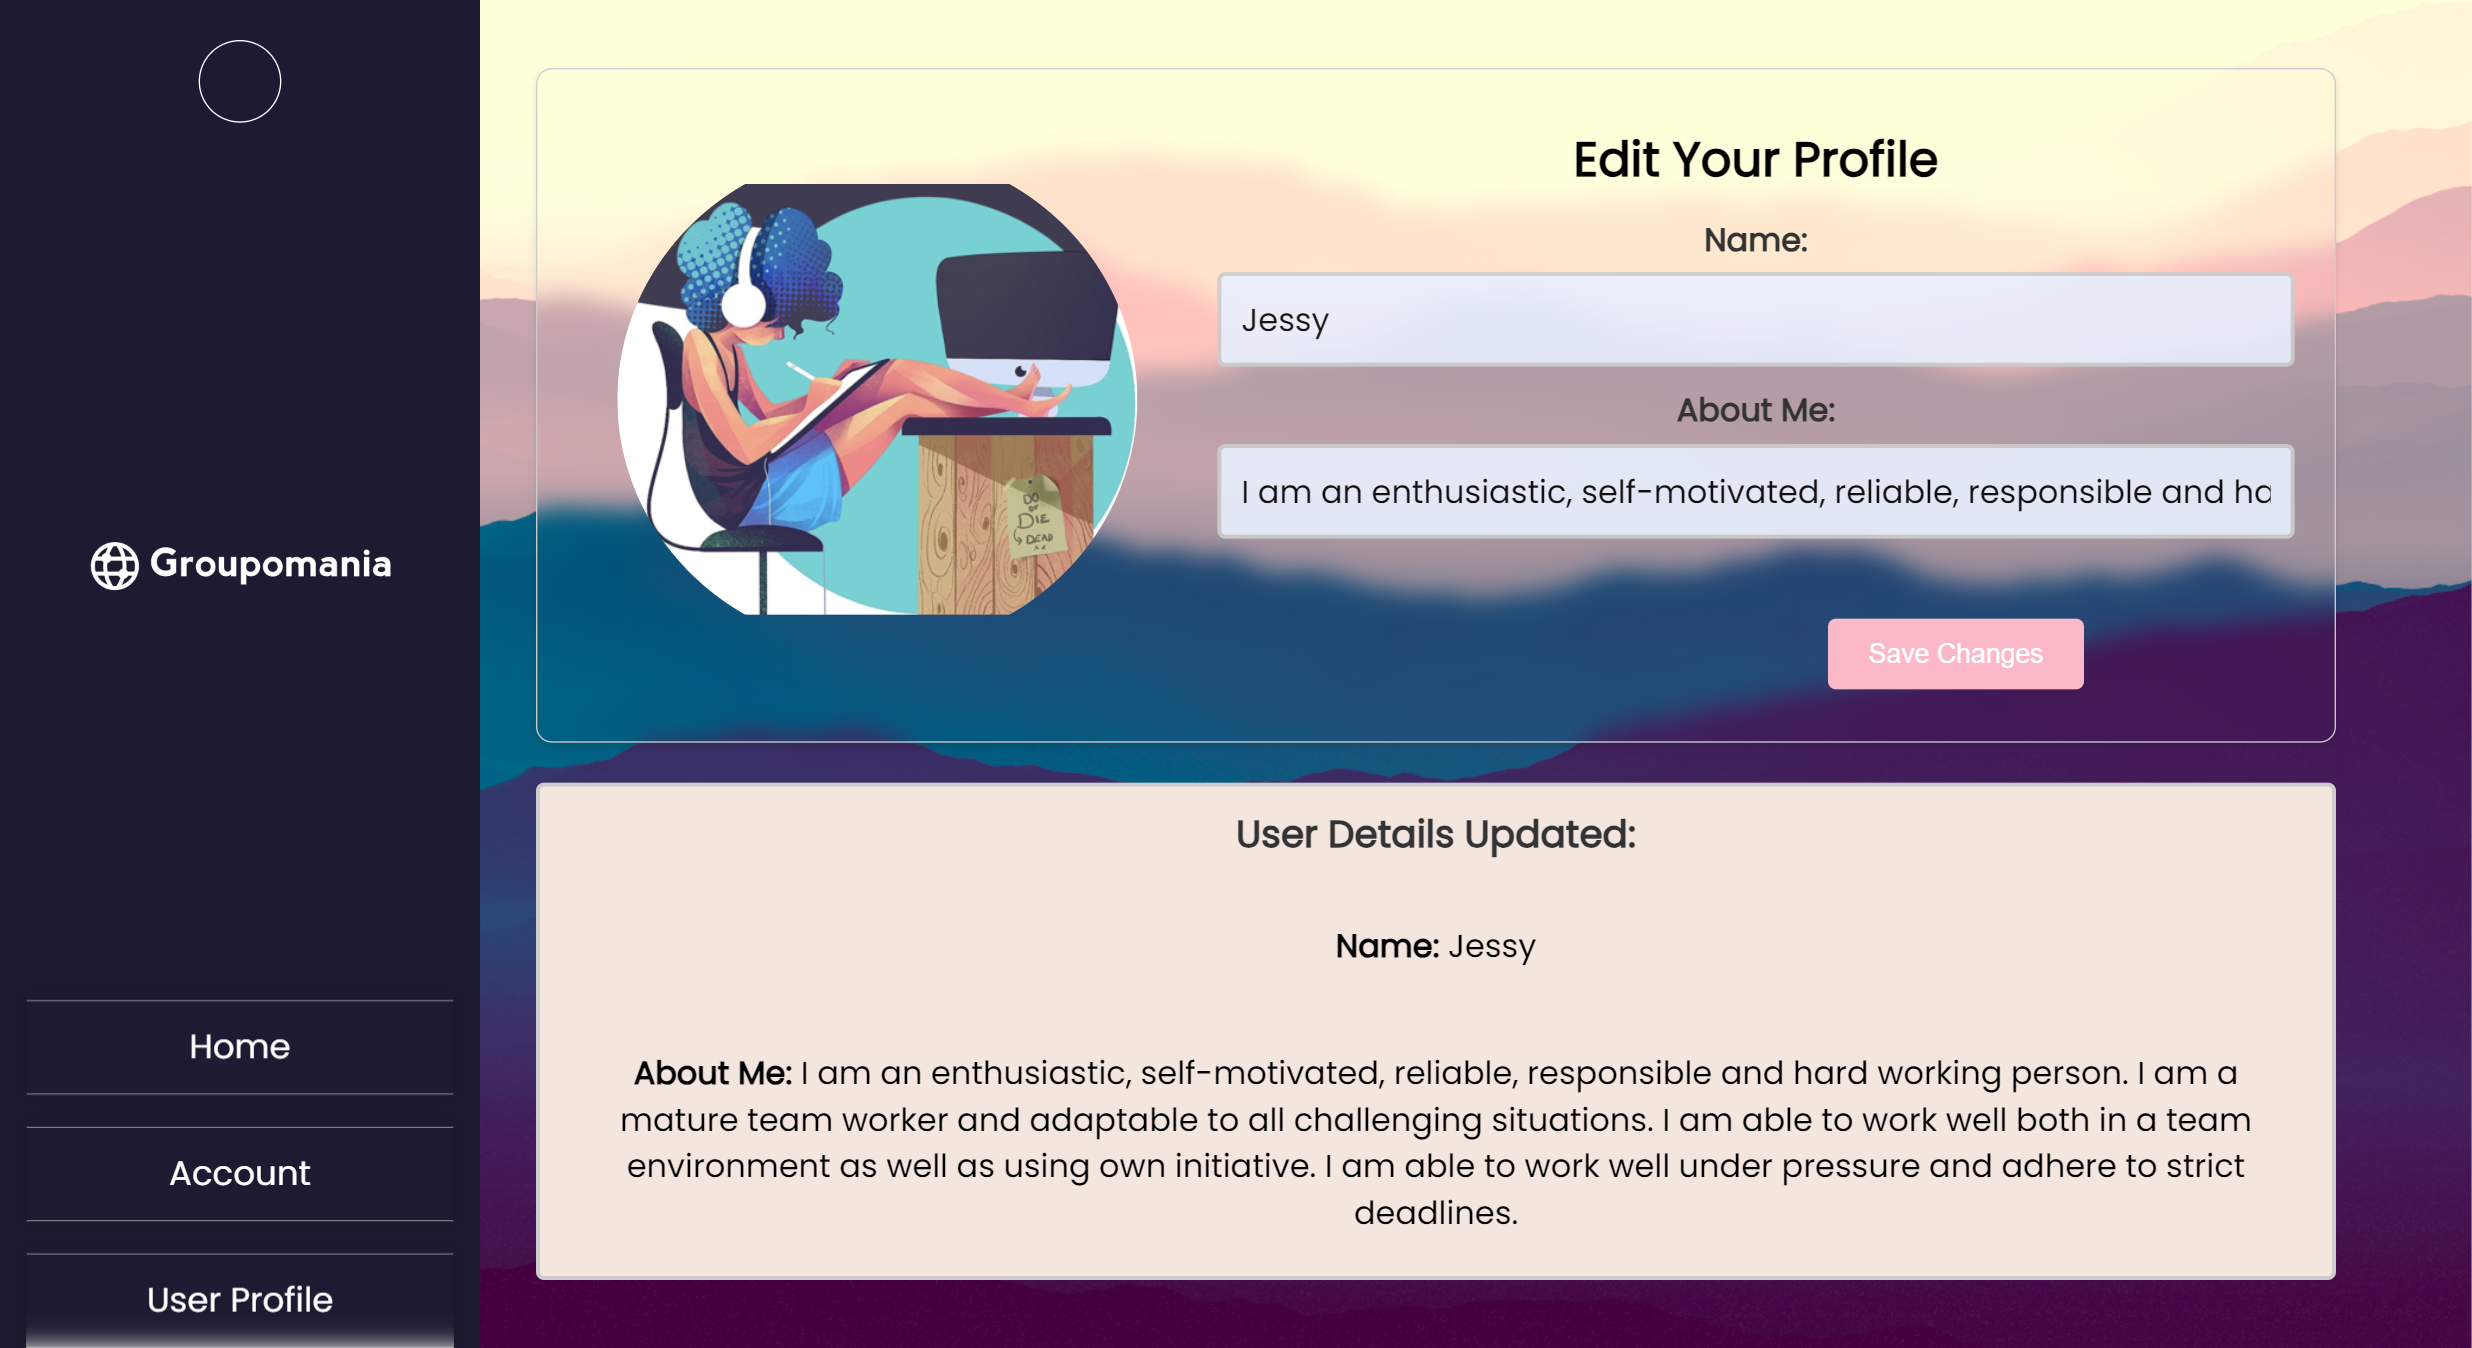 Groupomania
Home
Account
User Profile
Edit Your Profile
Name:
Jessy
About Me:
I am an enthusiastic, self-motivated, reliable, responsible and ha
DO
or
DIE
DEAD
xx
Save Changes
User Details Updated:
Name: Jessy
About Me: I am an enthusiastic, self-motivated, reliable, responsible and hard working person. I am a
mature team worker and adaptable to all challenging situations. I am able to work well both in a team
environment as well as using own initiative. I am able to work well under pressure and adhere to strict
deadlines.